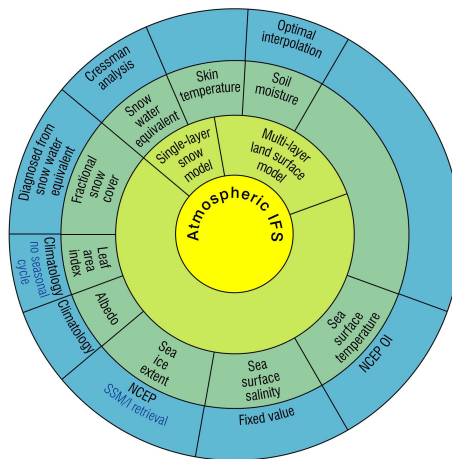 Optimal
interpolation
Cressman
analysis
Diagnosed from
snow water
equivalent
Climatology
no seasonal
cycle
Climatology
NCEP
SSM/I retrieval
Fixed value
NCEP OI
Skin
temperature
Soil
moisture
Snow
water
equivalent
Fractional
snow
cover
Leaf
area
index
Albedo
Sea
ice
extent
Sea
surface
salinity
Sea
surface
temperature
Single-layer
snow
model
Multi-layer
land surface
model
Atmospheric IFS